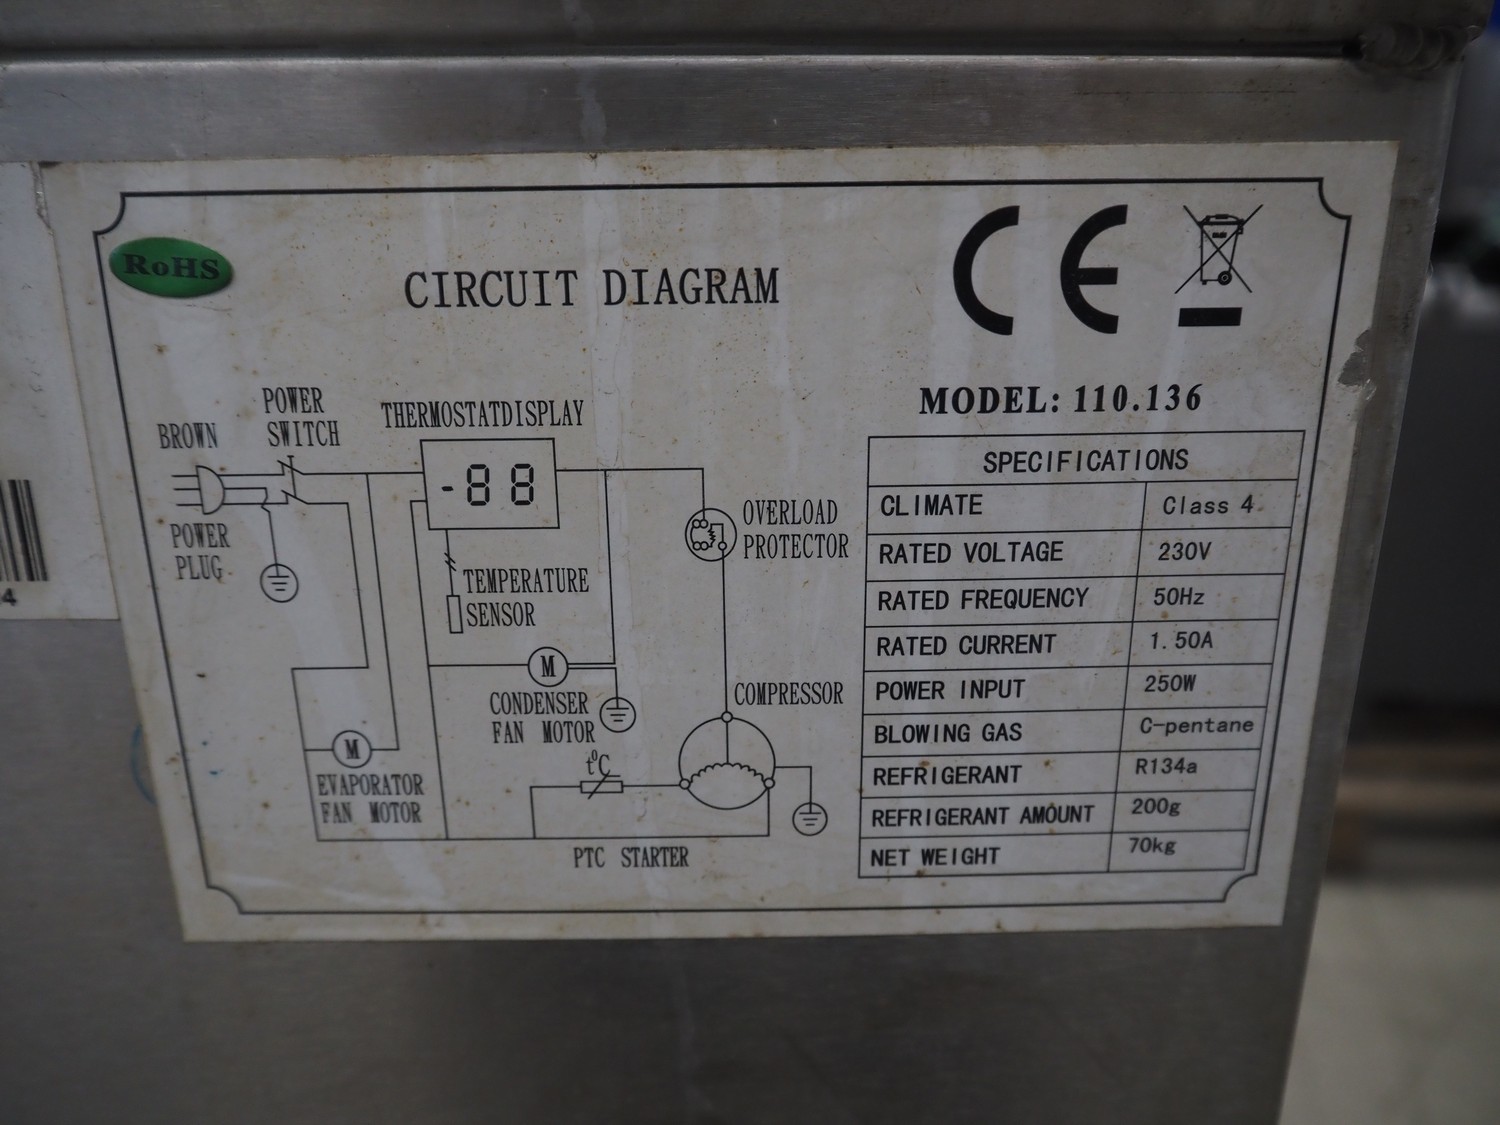 RoHS
CIRCUIT DIAGRAM
CE
MODEL: 110.136
BROWN
POWER
SWITCH
THERMOSTATDISPLAY
-88
POWER
PLUG
TEMPERATURE
SENSOR
OVERLOAD
PROTECTOR
M
CONDENSER
FAN MOTOR
COMPRESSOR
M
EVAPORATOR
FAN MOTOR
t°C
PTC STARTER
SPECIFICATIONS
CLIMATE Class 4
RATED VOLTAGE 230V
RATED FREQUENCY 50Hz
RATED CURRENT 1.50A
POWER INPUT 250W
BLOWING GAS C-pentane
REFRIGERANT R134a
REFRIGERANT AMOUNT 200g
NET WEIGHT 70kg
4